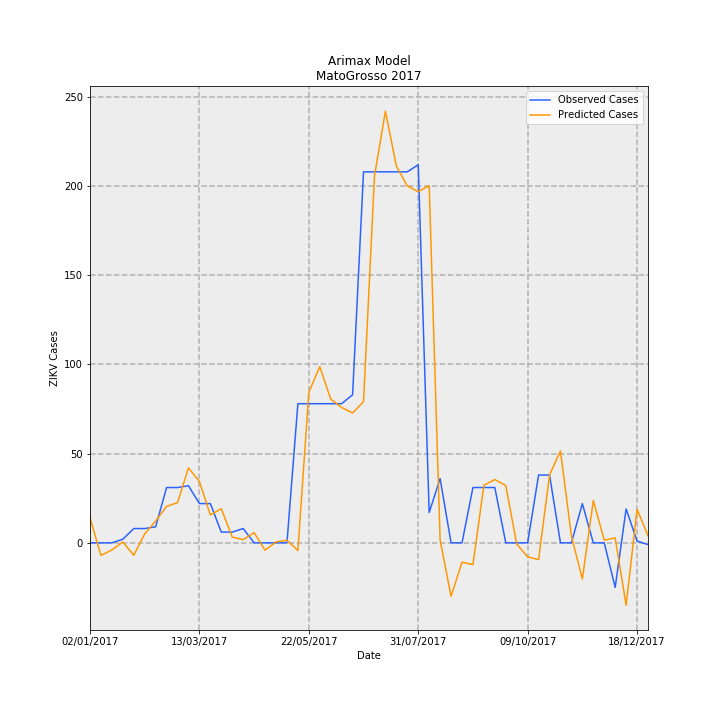 Arimax Model
MatoGrosso 2017
Observed Cases
Predicted Cases
ZIKV Cases
250
200
150
100
50
0
02/01/2017
13/03/2017
22/05/2017
31/07/2017
09/10/2017
18/12/2017
Date